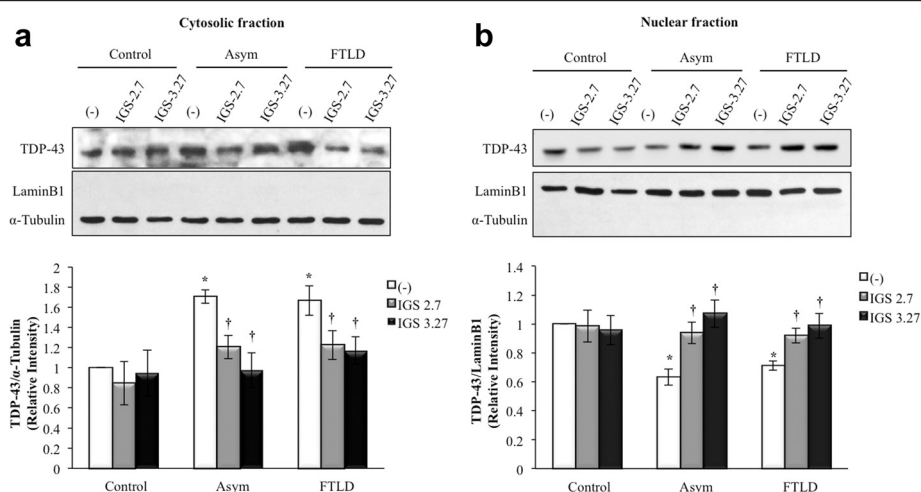 a
Cytosolic fraction
Control Asym FTLD
(-) IGS-2.7 IGS-3.27 (-) IGS-2.7 IGS-3.27 (-) IGS-2.7 IGS-3.27
TDP-43
LaminB1
α-Tubulin
TDP-43/α-Tubulin
(Relative Intensity)
2
1.8
1.6
1.4
1.2
1
0.8
0.6
0.4
0.2
0
* † † * † †
Control Asym FTLD
(-)
IGS 2.7
IGS 3.27
b
Nuclear fraction
Control Asym FTLD
(-) IGS-2.7 IGS-3.27 (-) IGS-2.7 IGS-3.27 (-) IGS-2.7 IGS-3.27
TDP-43
LaminB1
α-Tubulin
TDP-43/LaminB1
(Relative Intensity)
1.4
1.2
1
0.8
0.6
0.4
0.2
0
* † † * † †
Control Asym FTLD
(-)
IGS 2.7
IGS 3.27